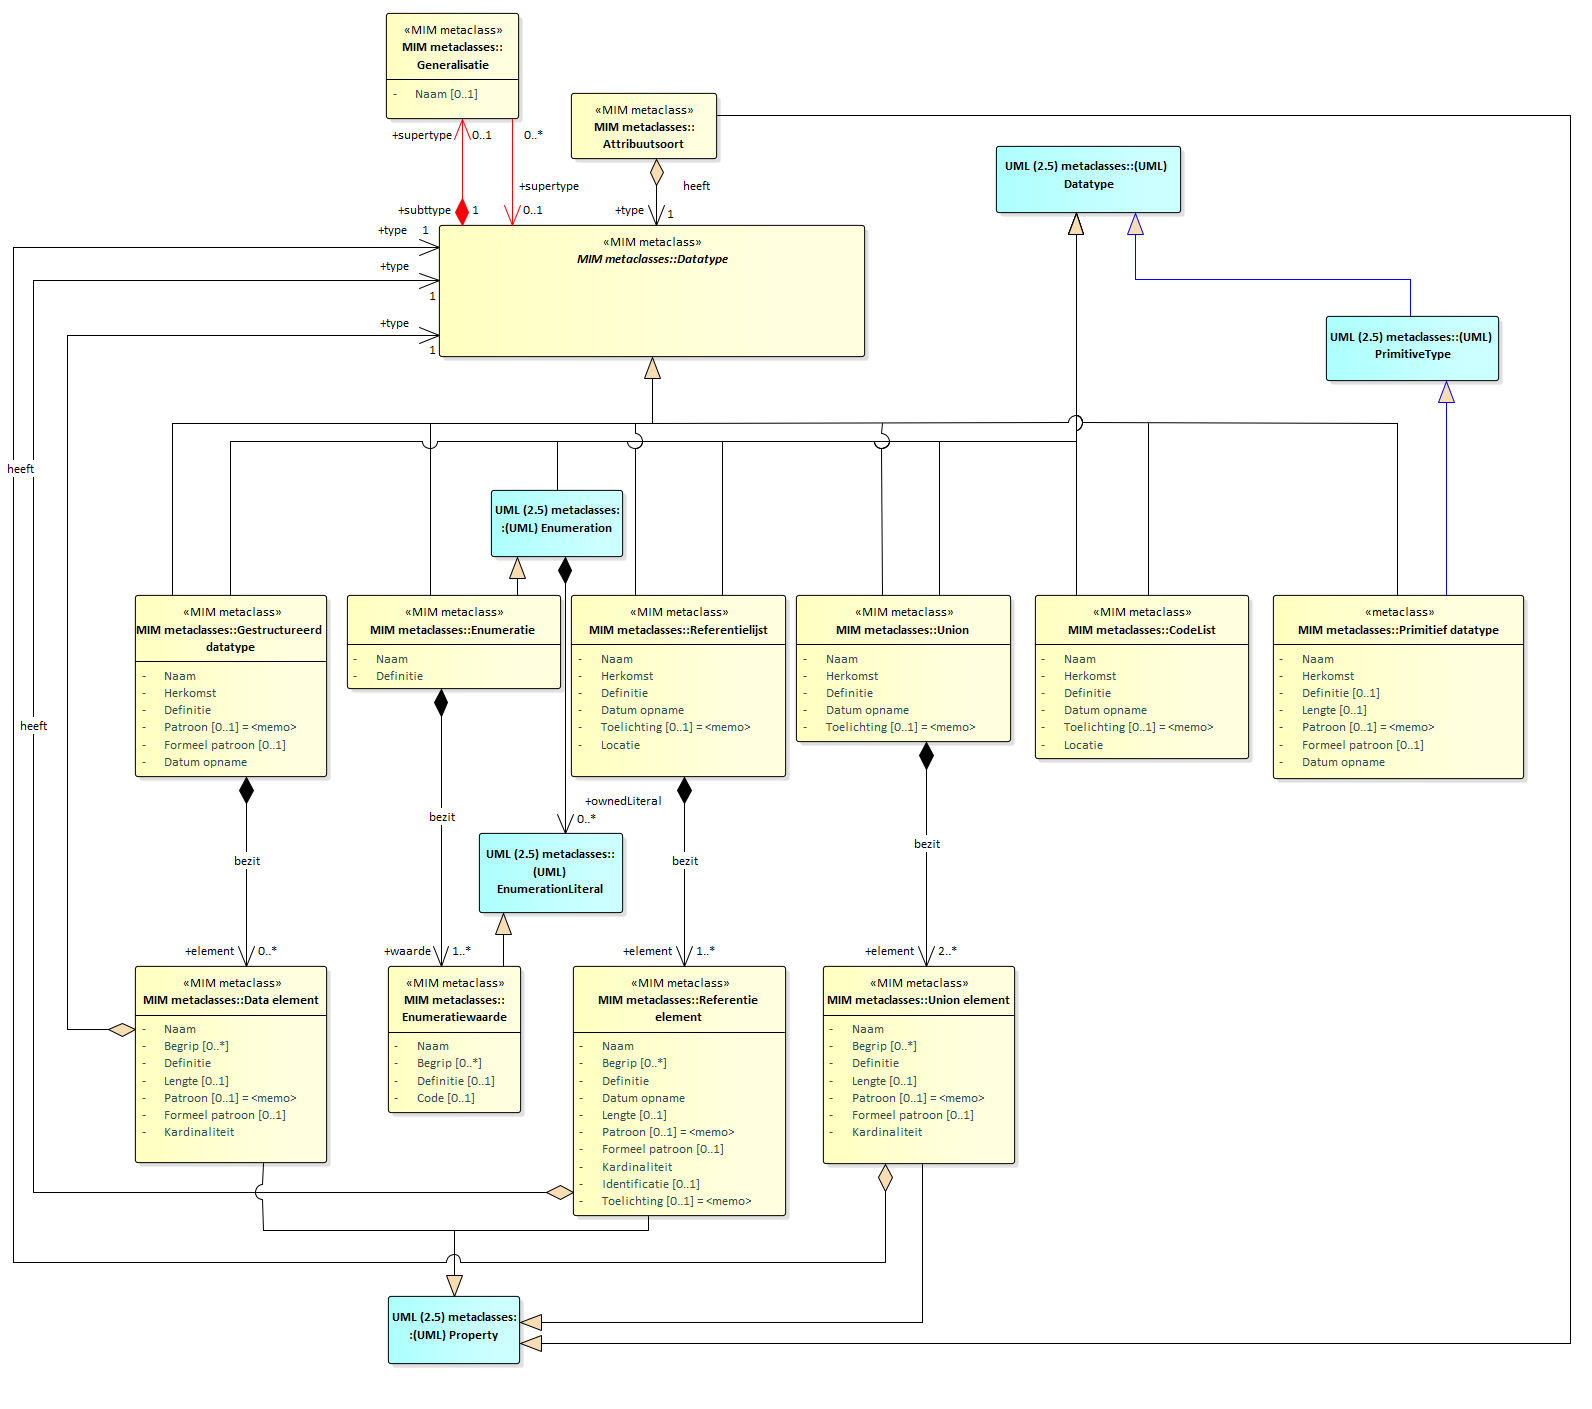 «MIM metaclass»
MIM metaclasses::
Generalisatie
- Naam [0..1]
+supertype 0..1
0..*
+supertype
+subttype 1
0..1
«MIM metaclass»
MIM metaclasses::
Attribuutsoort
heeft
+type 1
UML (2.5) metaclasses::(UML)
Datatype
+type 1
+type
1
+type
1
«MIM metaclass»
MIM metaclasses::Datatype
UML (2.5) metaclasses::(UML)
PrimitiveType
heeft
heeft
UML (2.5) metaclasses:
:(UML) Enumeration
«MIM metaclass»
MIM metaclasses::Gestructureerd
datatype
- Naam
- Herkomst
- Definitie
- Patroon [0..1] = <memo>
- Formeel patroon [0..1]
- Datum opname
«MIM metaclass»
MIM metaclasses::Enumeratie
- Naam
- Definitie
«MIM metaclass»
MIM metaclasses::Referentielijst
- Naam
- Herkomst
- Definitie
- Datum opname
- Toelichting [0..1] = <memo>
- Locatie
«MIM metaclass»
MIM metaclasses::Union
- Naam
- Herkomst
- Definitie
- Datum opname
- Toelichting [0..1] = <memo>
«MIM metaclass»
MIM metaclasses::CodeList
- Naam
- Herkomst
- Definitie
- Datum opname
- Toelichting [0..1] = <memo>
- Locatie
«metaclass»
MIM metaclasses::Primitief datatype
- Naam
- Herkomst
- Definitie [0..1]
- Lengte [0..1]
- Patroon [0..1] = <memo>
- Formeel patroon [0..1]
- Datum opname
bezit
bezit
+ownedLiteral
0..*
bezit
bezit
UML (2.5) metaclasses::
(UML)
EnumerationLiteral
+element 0..*
+waarde 1..*
+element 1..*
+element 2..*
«MIM metaclass»
MIM metaclasses::Data element
- Naam
- Begrip [0..*]
- Definitie
- Lengte [0..1]
- Patroon [0..1] = <memo>
- Formeel patroon [0..1]
- Kardinaliteit
«MIM metaclass»
MIM metaclasses::
Enumeratiewaarde
- Naam
- Begrip [0..*]
- Definitie [0..1]
- Code [0..1]
«MIM metaclass»
MIM metaclasses::Referentie
element
- Naam
- Begrip [0..*]
- Definitie
- Datum opname
- Lengte [0..1]
- Patroon [0..1] = <memo>
- Formeel patroon [0..1]
- Kardinaliteit
- Identificatie [0..1]
- Toelichting [0..1] = <memo>
«MIM metaclass»
MIM metaclasses::Union element
- Naam
- Begrip [0..*]
- Definitie
- Lengte [0..1]
- Patroon [0..1] = <memo>
- Formeel patroon [0..1]
- Kardinaliteit
UML (2.5) metaclasses:
:(UML) Property